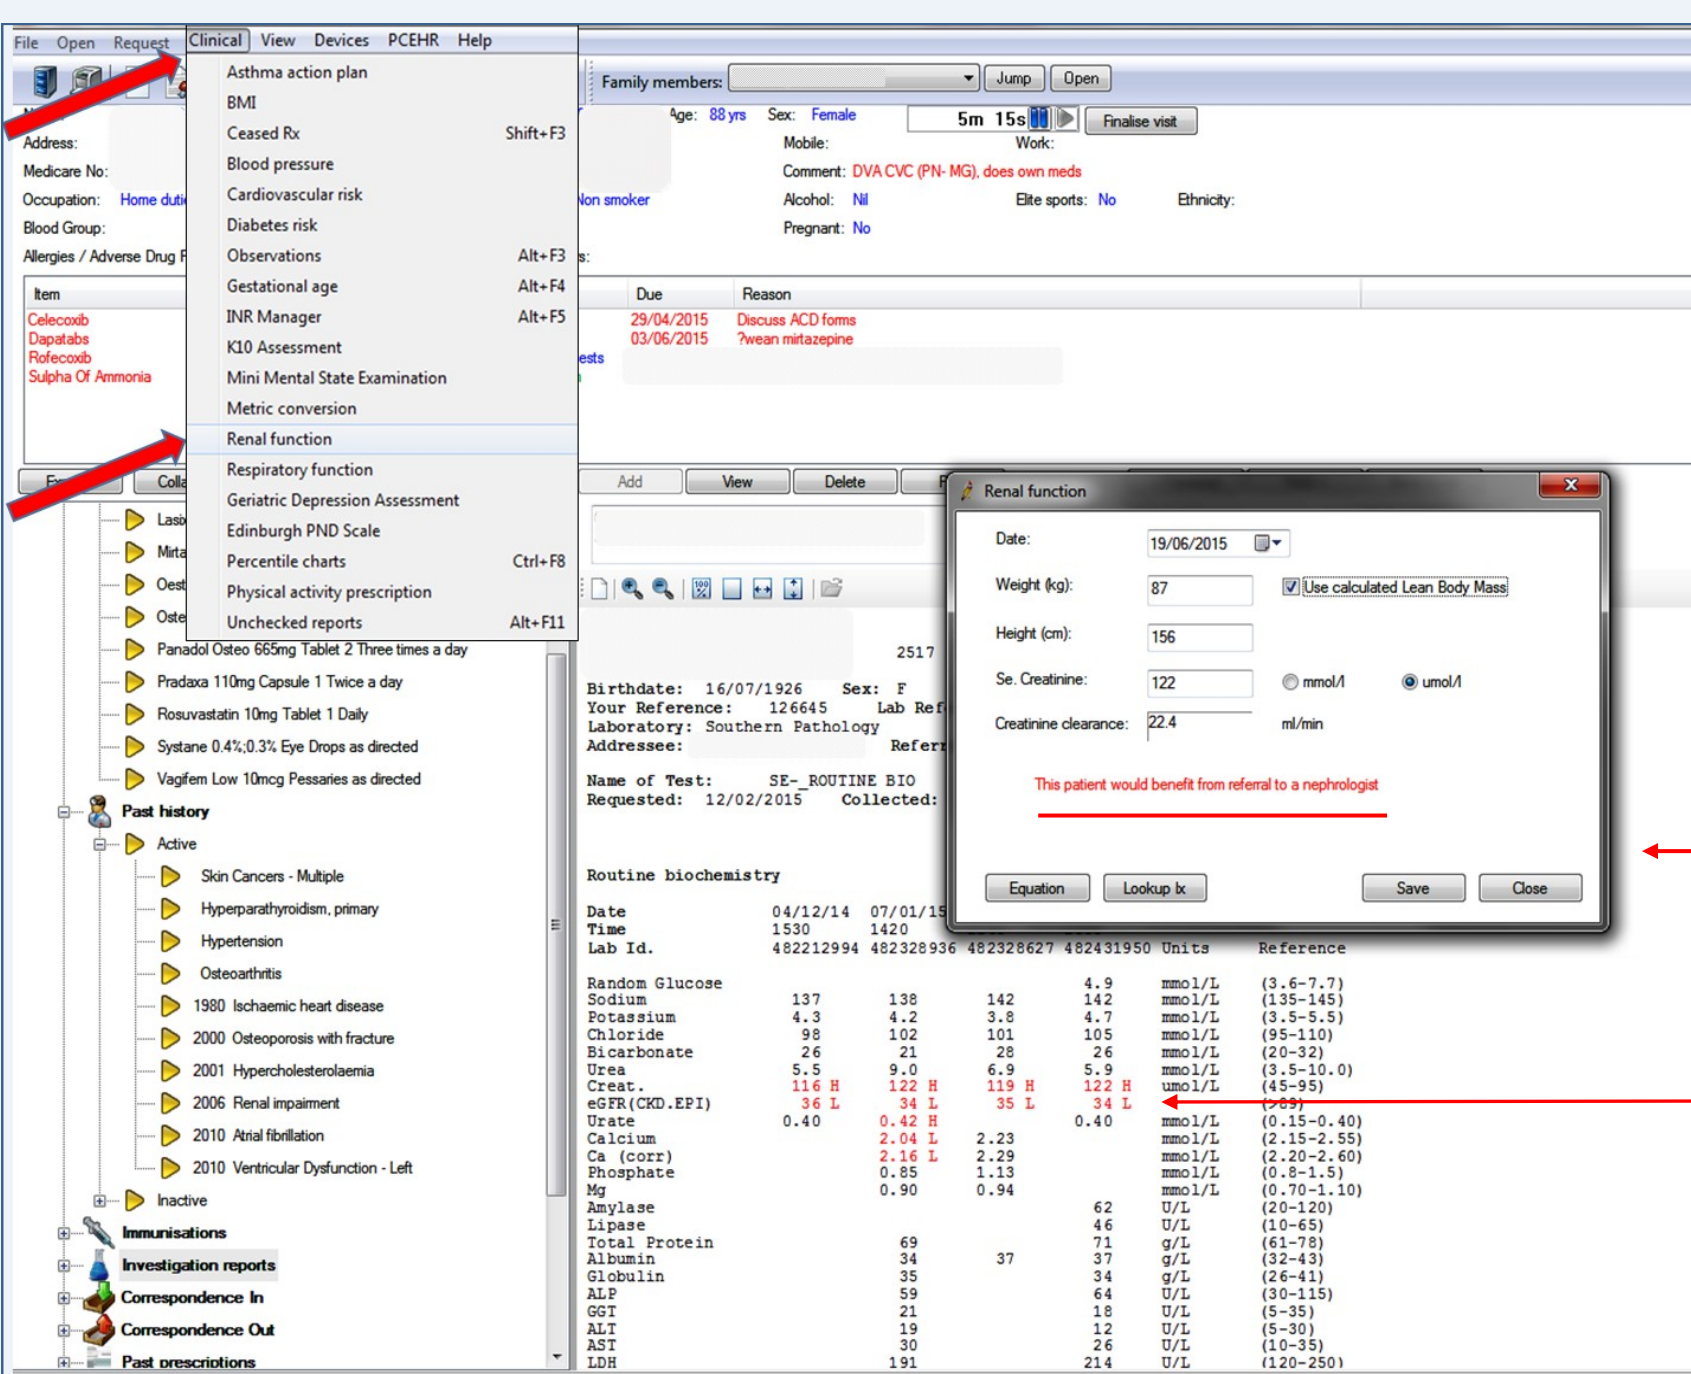 File Open Request Clinical View Devices PCEHR Help
Asthma action plan
BMI
Ceased Rx Shift+F3
Blood pressure
Cardiovascular risk
Diabetes risk
Observations Alt+F3
Gestational age Alt+F4
INR Manager Alt+F5
K10 Assessment
Mini Mental State Examination
Metric conversion
Renal function
Respiratory function
Geriatric Depression Assessment
Edinburgh PND Scale
Percentile charts Ctrl+F8
Physical activity prescription
Unchecked reports Alt+F11
Family members: Jump Open
Age: 88 yrs Sex: Female 5m 15s Finalise visit
Address: Mobile: Work:
Medicare No: Comment: DVA CVC (PN- MG), does own meds
Occupation: Home duti Non smoker Alcohol: Nil Elite sports: No Ethnicity:
Blood Group: Pregnant: No
Allergies / Adverse Drug R s:
Item Due Reason
Celecoxib 29/04/2015 Discuss ACD forms
Dapatabs 03/06/2015 ?wean mirtazepine
Rofecoxib ests
Sulpha Of Ammonia
Colla Add View Delete
Lasix
Mirta
Oest
Oste
Panadol Osteo 665mg Tablet 2 Three times a day
Pradaxa 110mg Capsule 1 Twice a day
Rosuvastatin 10mg Tablet 1 Daily
Systane 0.4%;0.3% Eye Drops as directed
Vagifem Low 10mcg Pessaries as directed
Past history
Active
Skin Cancers - Multiple
Hyperparathyroidism, primary
Hypertension
Osteoarthritis
1980 Ischaemic heart disease
2000 Osteoporosis with fracture
2001 Hypercholesterolaemia
2006 Renal impairment
2010 Atrial fibrillation
2010 Ventricular Dysfunction - Left
Inactive
Immunisations
Investigation reports
Correspondence In
Correspondence Out
Past prescriptions
Renal function
Date: 19/06/2015
Weight (kg): 87 Use calculated Lean Body Mass
Height (cm): 156
Se. Creatinine: 122 mmol/l umol/l
Creatinine clearance: 22.4 ml/min
This patient would benefit from referral to a nephrologist
Equation Lookup Ix Save Close
2517
Birthdate: 16/07/1926 Sex: F
Your Reference: 126645 Lab Ref
Laboratory: Southern Pathology
Addressee: Referr
Name of Test: SE-_ROUTINE BIO
Requested: 12/02/2015 Collected:
Routine biochemistry
Date 04/12/14 07/01/15
Time 1530 1420
Lab Id. 482212994 482328936 482328627 482431950 Units Reference
Random Glucose 4.9 mmol/L (3.6-7.7)
Sodium 137 138 142 142 mmol/L (135-145)
Potassium 4.3 4.2 3.8 4.7 mmol/L (3.5-5.5)
Chloride 98 102 101 105 mmol/L (95-110)
Bicarbonate 26 21 28 26 mmol/L (20-32)
Urea 5.5 9.0 6.9 5.9 mmol/L (3.5-10.0)
Creat. 116 H 122 H 119 H 122 H umol/L (45-95)
eGFR(CKD.EPI) 36 L 34 L 35 L 34 L (>89)
Urate 0.40 0.42 H 0.40 mmol/L (0.15-0.40)
Calcium 2.04 L 2.23 mmol/L (2.15-2.55)
Ca (corr) 2.16 L 2.29 mmol/L (2.20-2.60)
Phosphate 0.85 1.13 mmol/L (0.8-1.5)
Mg 0.90 0.94 mmol/L (0.70-1.10)
Amylase 62 U/L (20-120)
Lipase 46 U/L (10-65)
Total Protein 69 71 g/L (61-78)
Albumin 34 37 37 g/L (32-43)
Globulin 35 34 g/L (26-41)
ALP 59 64 U/L (30-115)
GGT 21 18 U/L (5-35)
ALT 19 12 U/L (5-30)
AST 30 26 U/L (10-35)
LDH 191 214 U/L (120-250)